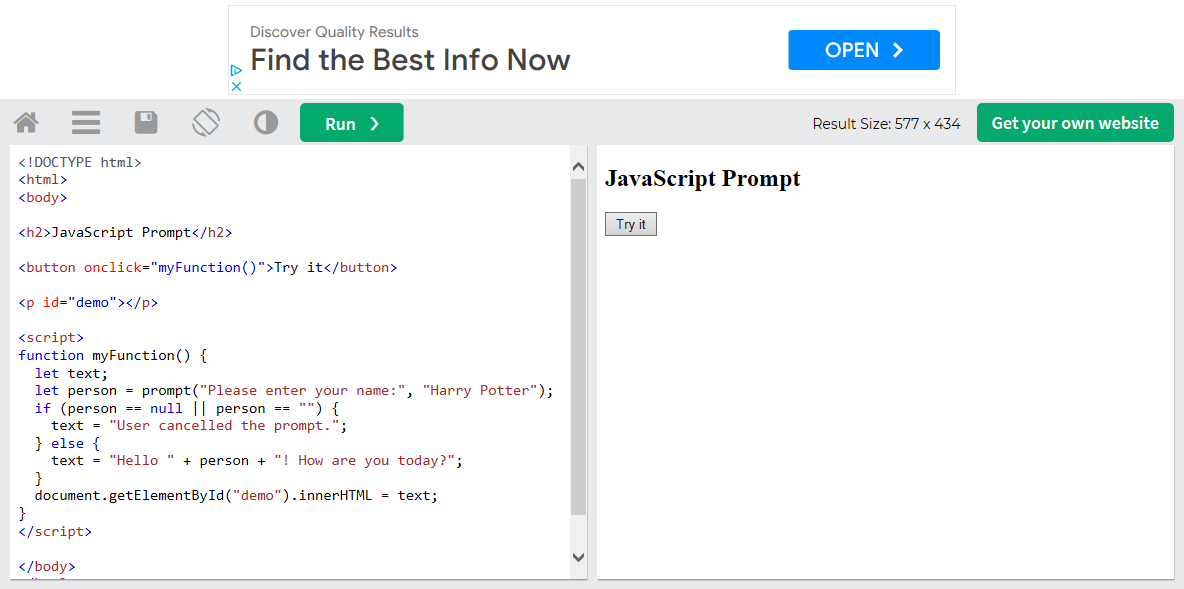 Discover Quality Results
Find the Best Info Now
OPEN
Run
Result Size: 577 x 434
Get your own website
<!DOCTYPE html>
<html>
<body>
<h2>JavaScript Prompt</h2>
<button onclick="myFunction()">Try it</button>
<p id="demo"></p>
<script>
function myFunction() {
  let text;
  let person = prompt("Please enter your name:", "Harry Potter");
  if (person == null || person == "") {
    text = "User cancelled the prompt.";
  } else {
    text = "Hello " + person + "! How are you today?";
  }
  document.getElementById("demo").innerHTML = text;
}
</script>
</body>
JavaScript Prompt
Try it